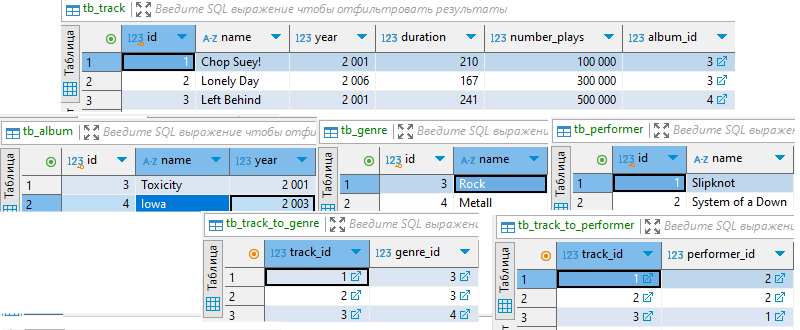 tb_track Введите SQL выражение чтобы отфильтровать результаты
Таблица
123 id A-Z name 123 year 123 duration 123 number_plays 123 album_id
1 1 Chop Suey! 2 001 210 100 000 3
2 2 Lonely Day 2 006 167 300 000 3
3 3 Left Behind 2 001 241 500 000 4
tb_album Введите SQL выражение чтобы отфи
Таблица
123 id A-Z name 123 year
1 3 Toxicity 2 001
2 4 Iowa 2 003
tb_genre Введите SQL выражен
Таблица
123 id A-Z name
1 3 Rock
2 4 Metall
tb_performer Введите SQL выражен
Таблица
123 id A-Z name
1 1 Slipknot
2 2 System of a Down
tb_track_to_genre Введите SQL выраже
Таблица
123 track_id 123 genre_id
1 1 3
2 2 3
3 3 4
tb_track_to_performer Введите SQL выраже
Таблица
123 track_id 123 performer_id
1 1 2
2 2 2
3 3 1